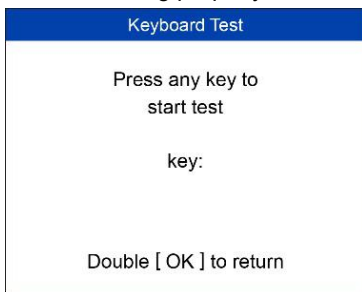 Keyboard Test
Press any key to
start test
key:
Double [ OK ] to return